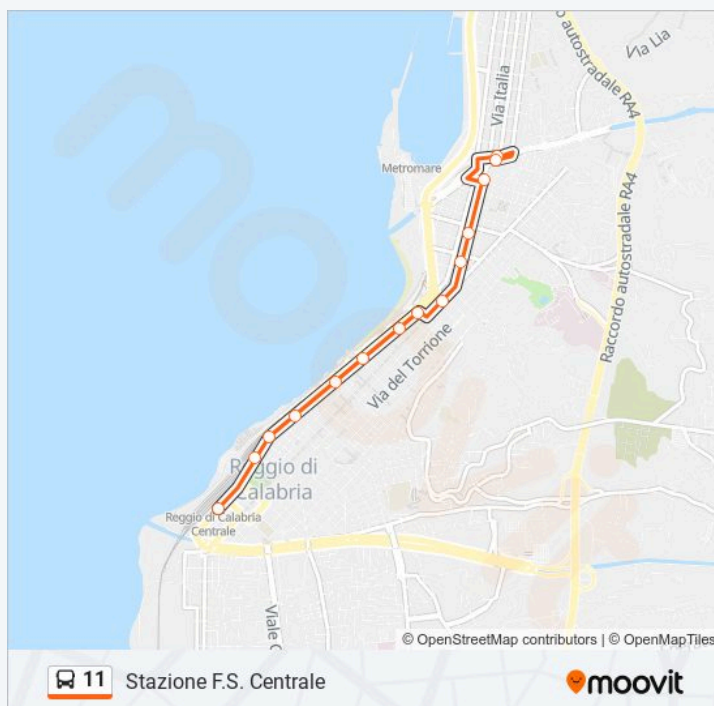 Via Lia
autostradale RA4
Via Italia
Metromare
Raccordo autostradale RA4
Via del Torrione
Reggio di
Calabria
Reggio di Calabria
Centrale
Viale
© OpenStreetMap contributors | © OpenMapTiles
11 Stazione F.S. Centrale
moovit